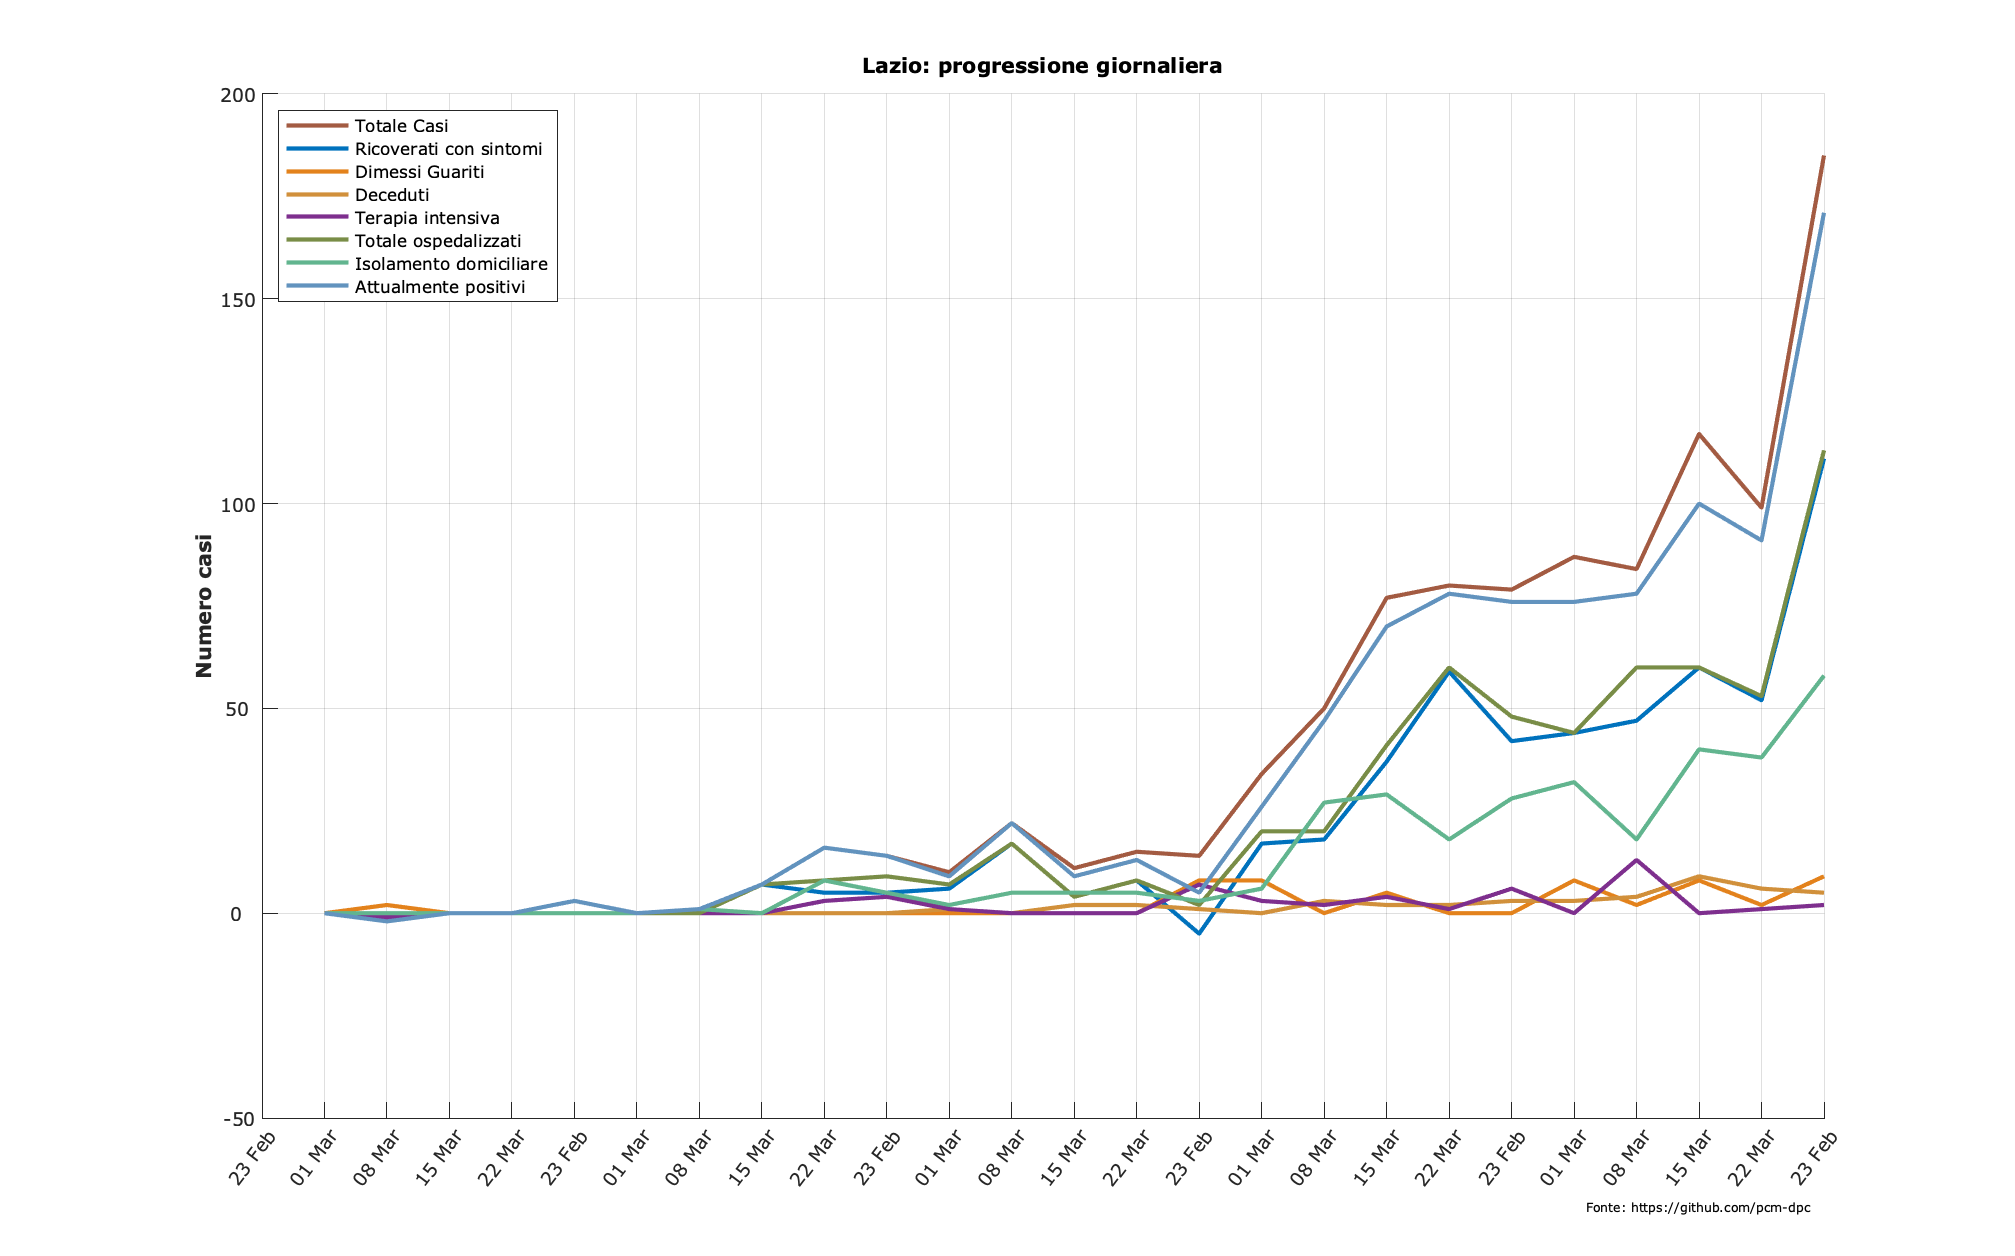 Lazio: progressione giornaliera
200
150
100
50
0
-50
Numero casi
Totale Casi
Ricoverati con sintomi
Dimessi Guariti
Deceduti
Terapia intensiva
Totale ospedalizzati
Isolamento domiciliare
Attualmente positivi
23 Feb
01 Mar
08 Mar
15 Mar
22 Mar
23 Feb
01 Mar
08 Mar
15 Mar
22 Mar
23 Feb
01 Mar
08 Mar
15 Mar
22 Mar
23 Feb
01 Mar
08 Mar
15 Mar
22 Mar
23 Feb
01 Mar
08 Mar
15 Mar
22 Mar
23 Feb
Fonte: https://github.com/pcm-dpc